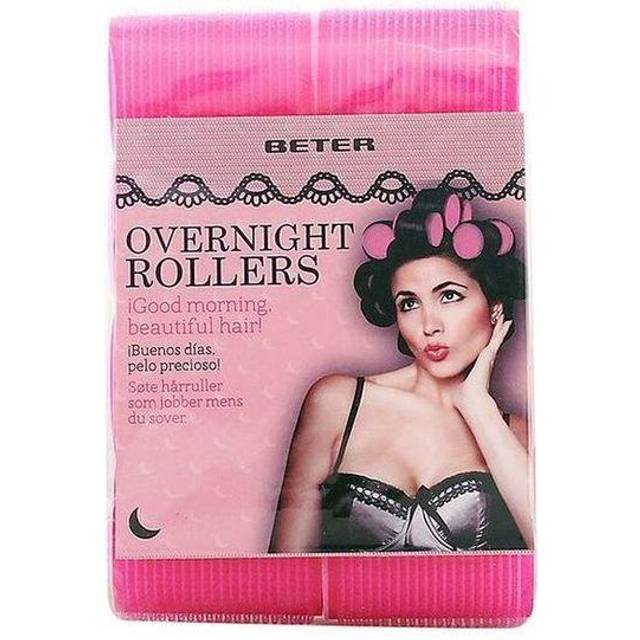 BETER
OVERNIGHT
ROLLERS
¡Good morning,
beautiful hair!
¡Buenos días,
pelo precioso!
Søte hårruller
som jobber mens
du sover.